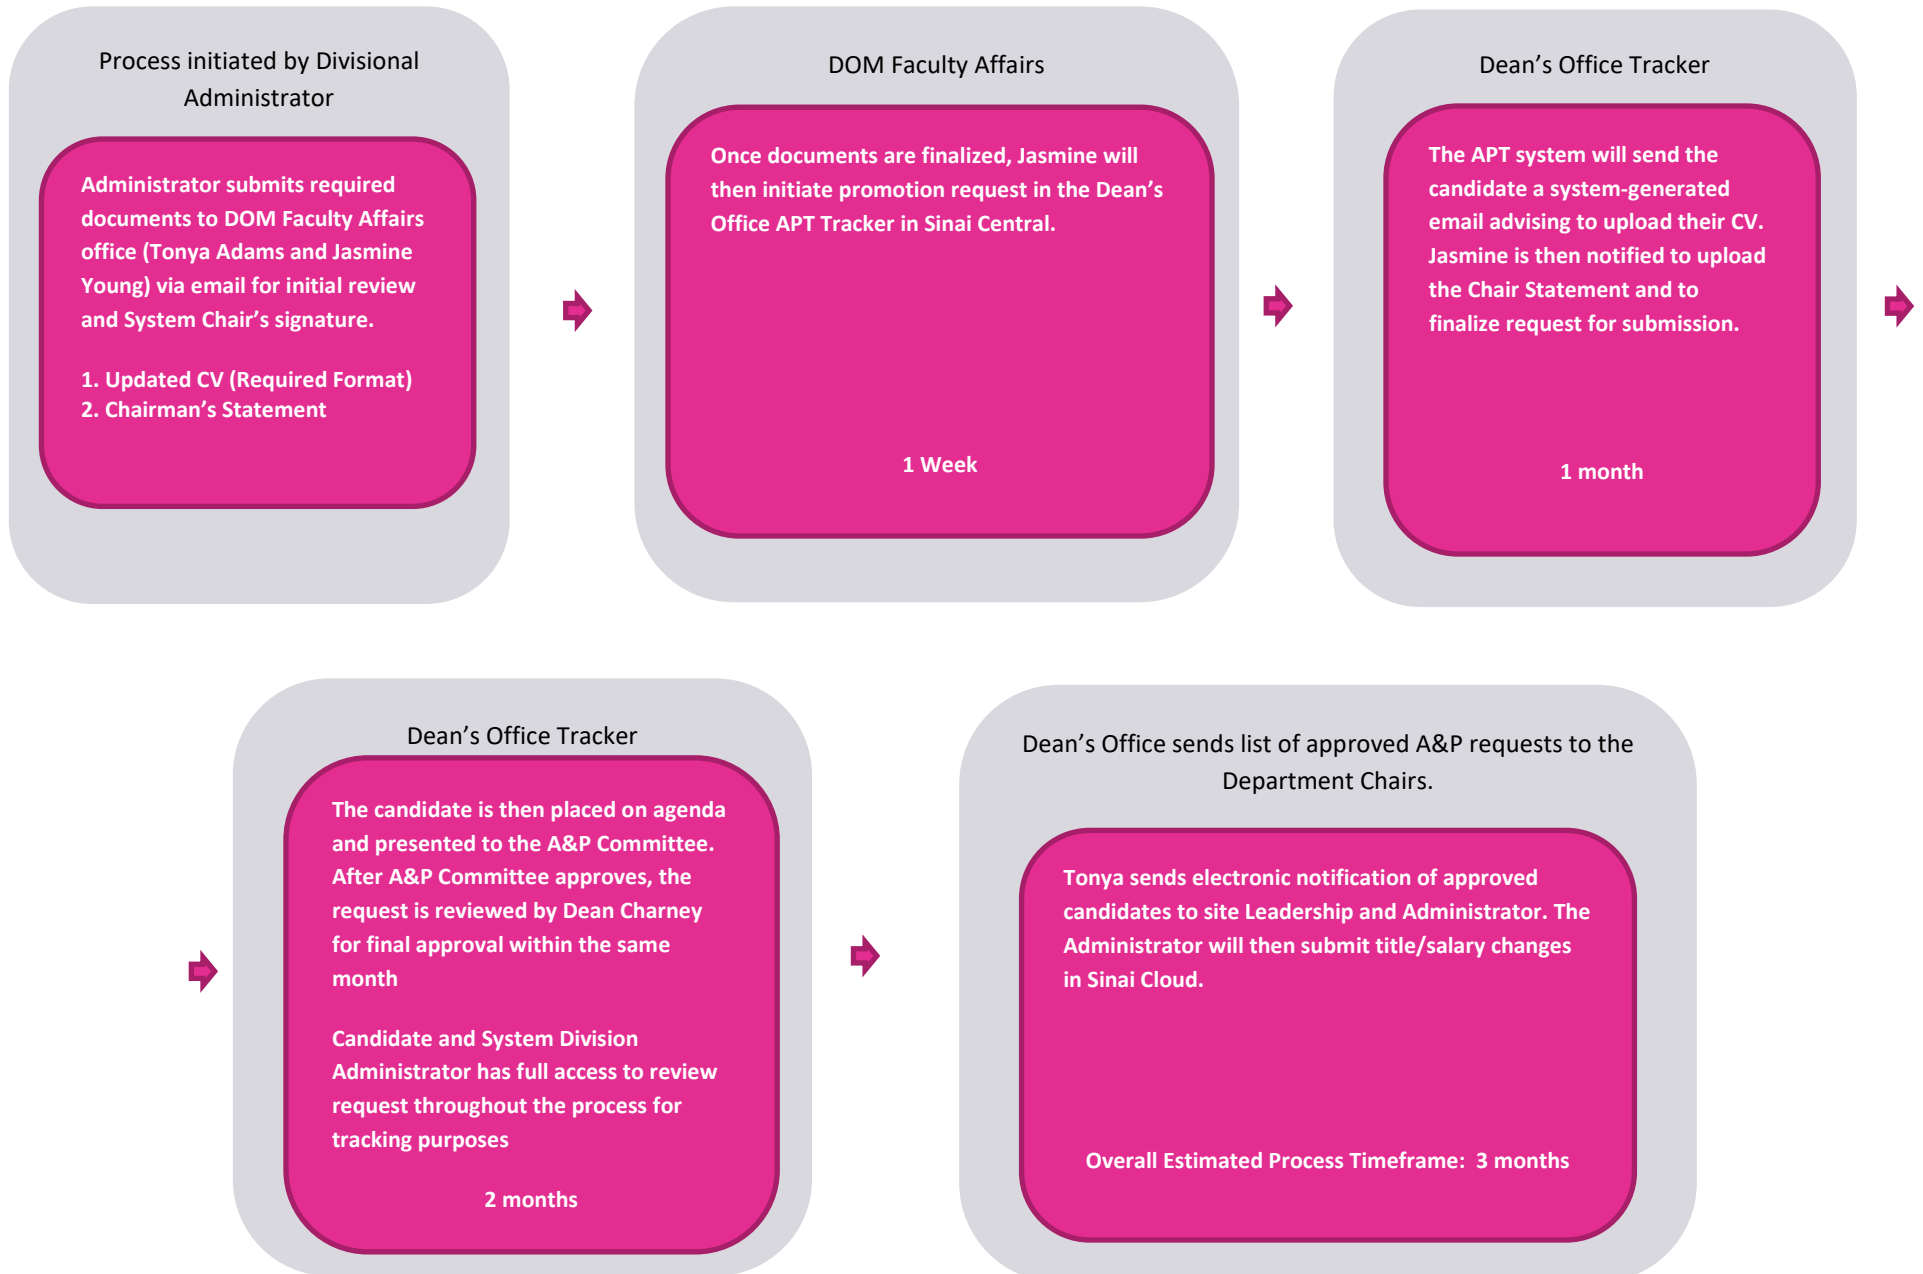 Process initiated by Divisional
Administrator
Administrator submits required
documents to DOM Faculty Affairs
office (Tonya Adams and Jasmine
Young) via email for initial review
and System Chair’s signature.
1. Updated CV (Required Format)
2. Chairman’s Statement
DOM Faculty Affairs
Once documents are finalized, Jasmine will
then initiate promotion request in the Dean’s
Office APT Tracker in Sinai Central.
1 Week
Dean’s Office Tracker
The APT system will send the
candidate a system-generated
email advising to upload their CV.
Jasmine is then notified to upload
the Chair Statement and to
finalize request for submission.
1 month
Dean’s Office Tracker
The candidate is then placed on agenda
and presented to the A&P Committee.
After A&P Committee approves, the
request is reviewed by Dean Charney
for final approval within the same
month
Candidate and System Division
Administrator has full access to review
request throughout the process for
tracking purposes
2 months
Dean’s Office sends list of approved A&P requests to the
Department Chairs.
Tonya sends electronic notification of approved
candidates to site Leadership and Administrator. The
Administrator will then submit title/salary changes
in Sinai Cloud.
Overall Estimated Process Timeframe:  3 months